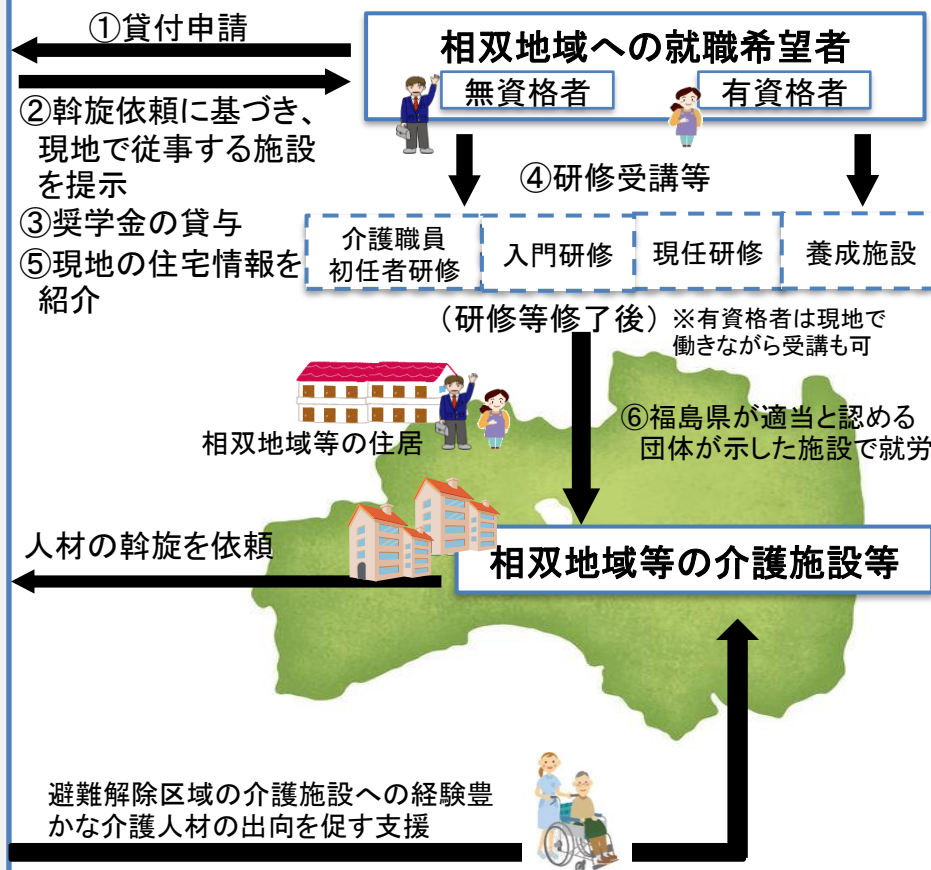 ①貸付申請
相双地域への就職希望者
無資格者
有資格者
②斡旋依頼に基づき、
現地で従事する施設
を提示
③奨学金の貸与
⑤現地の住宅情報を
紹介
④研修受講等
介護職員
初任者研修
入門研修
現任研修
養成施設
(研修等修了後)
※有資格者は現地で
働きながら受講も可
相双地域等の住居
⑥福島県が適当と認める
団体が示した施設で就労
人材の斡旋を依頼
相双地域等の介護施設等
避難解除区域の介護施設への経験豊
かな介護人材の出向を促す支援